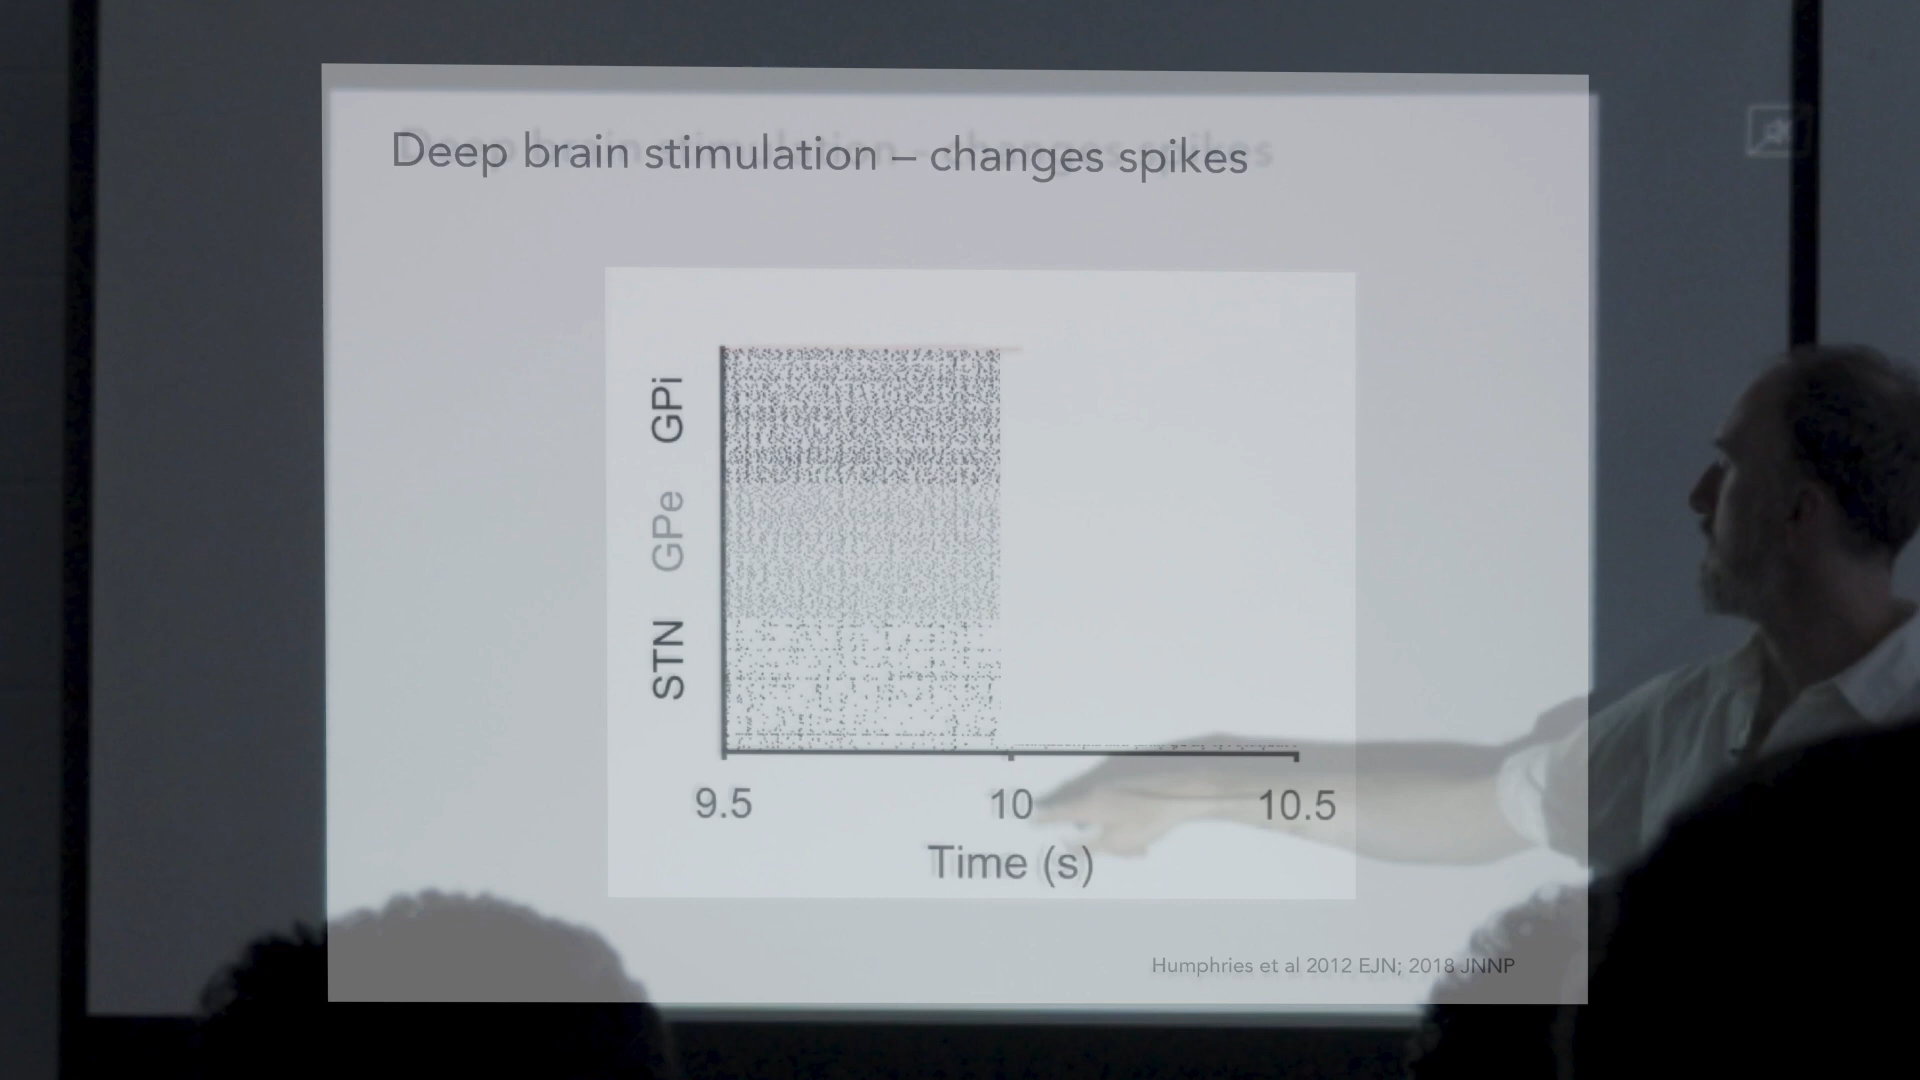 Deep brain stimulation – changes spikes
GPi
GPe
STN
9.5 10 10.5
Time (s)
Humphries et al 2012 EJN; 2018 JNNP